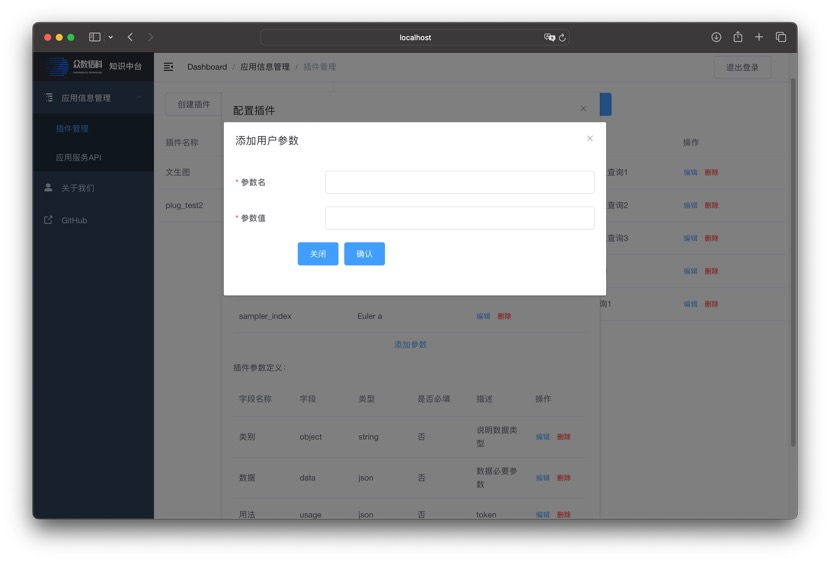 localhost
众数信科 知识中台
Dashboard / 应用信息管理 / 插件管理
退出登录
应用信息管理
插件管理
应用服务API
关于我们
GitHub
创建插件
配置插件
插件名称
操作
文生图
查询1
编辑 删除
plug_test2
查询2
编辑 删除
查询3
编辑 删除
编辑 删除
询1
编辑 删除
添加用户参数
* 参数名
* 参数值
关闭
确认
sampler_index
Euler a
编辑 删除
添加参数
插件参数定义：
字段名称 字段 类型 是否必填 描述 操作
类别 object string 否 说明数据类型 编辑 删除
数据 data json 否 数据必要参数 编辑 删除
用法 usage json 否 token 编辑 删除